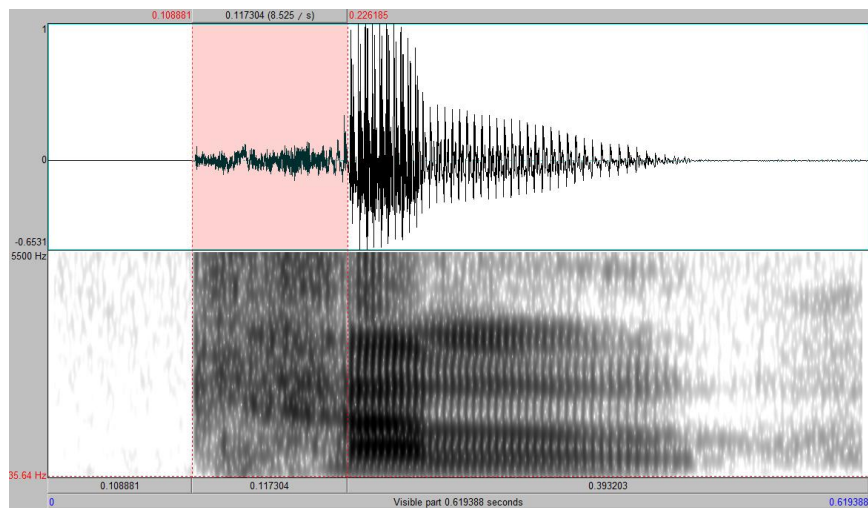 0.108881 0.117304 (8.525 / s) 0.226185
1
0
-0.6531
5500 Hz
35.64 Hz
0.108881 0.117304 0.393203
0 Visible part 0.619388 seconds 0.619388